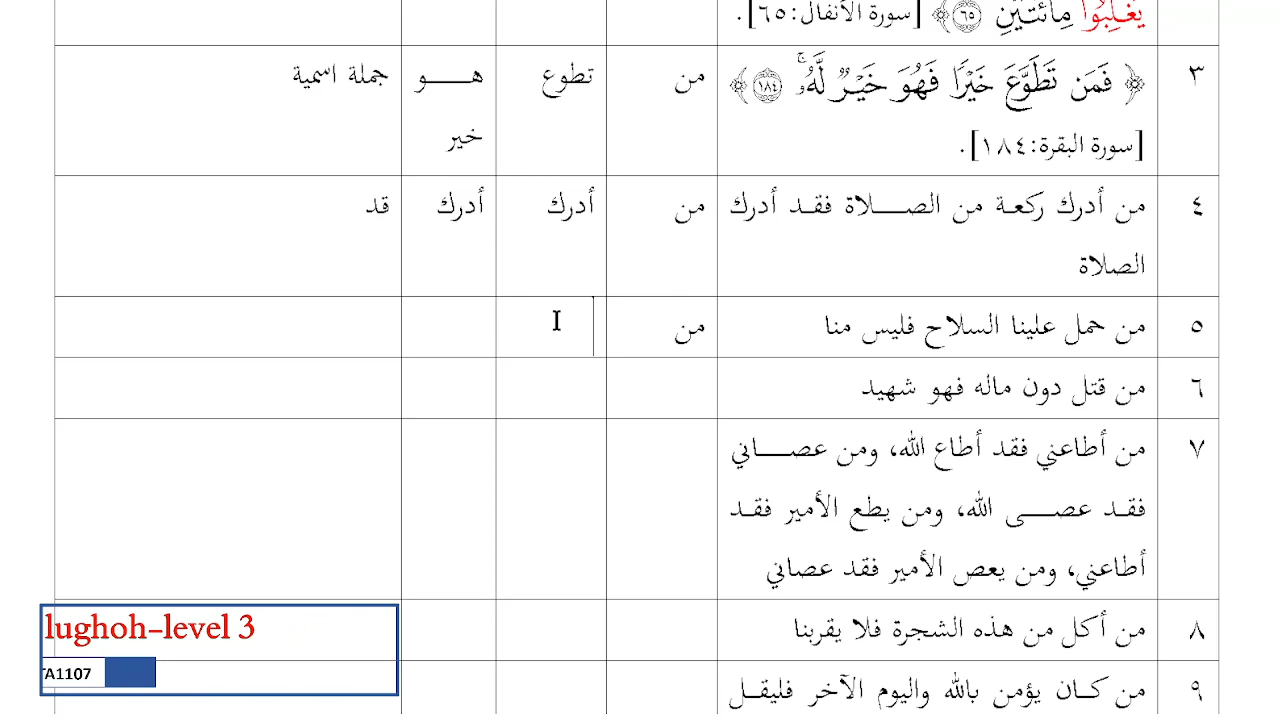 يَغْلِبُوا۟ مِا۟ئَتَيْنِ ﴿٦٥﴾ [سورة الأنفال:٦٥].
٣ ﴿ فَمَن تَطَوَّعَ خَيْرًا فَهُوَ خَيْرٌ لَّهُۥ ۚ ﴿١٨٤﴾ من تطوع هـــو جملة اسمية
[سورة البقرة:١٨٤]. خير
٤ من أدرك ركعة من الصـــلاة فقد أدرك من أدرك أدرك قد
الصلاة
٥ من حمل علينا السلاح فليس منا من
٦ من قتل دون ماله فهو شهيد
٧ من أطاعني فقد أطاع الله، ومن عصـــاني
فقد عصـــى الله، ومن يطع الأمير فقد
أطاعني، ومن يعص الأمير فقد عصاني
٨ من أكل من هذه الشجرة فلا يقربنا
٩ من كان يؤمن بالله واليوم الآخر فليقل
lughoh-level 3
TA1107